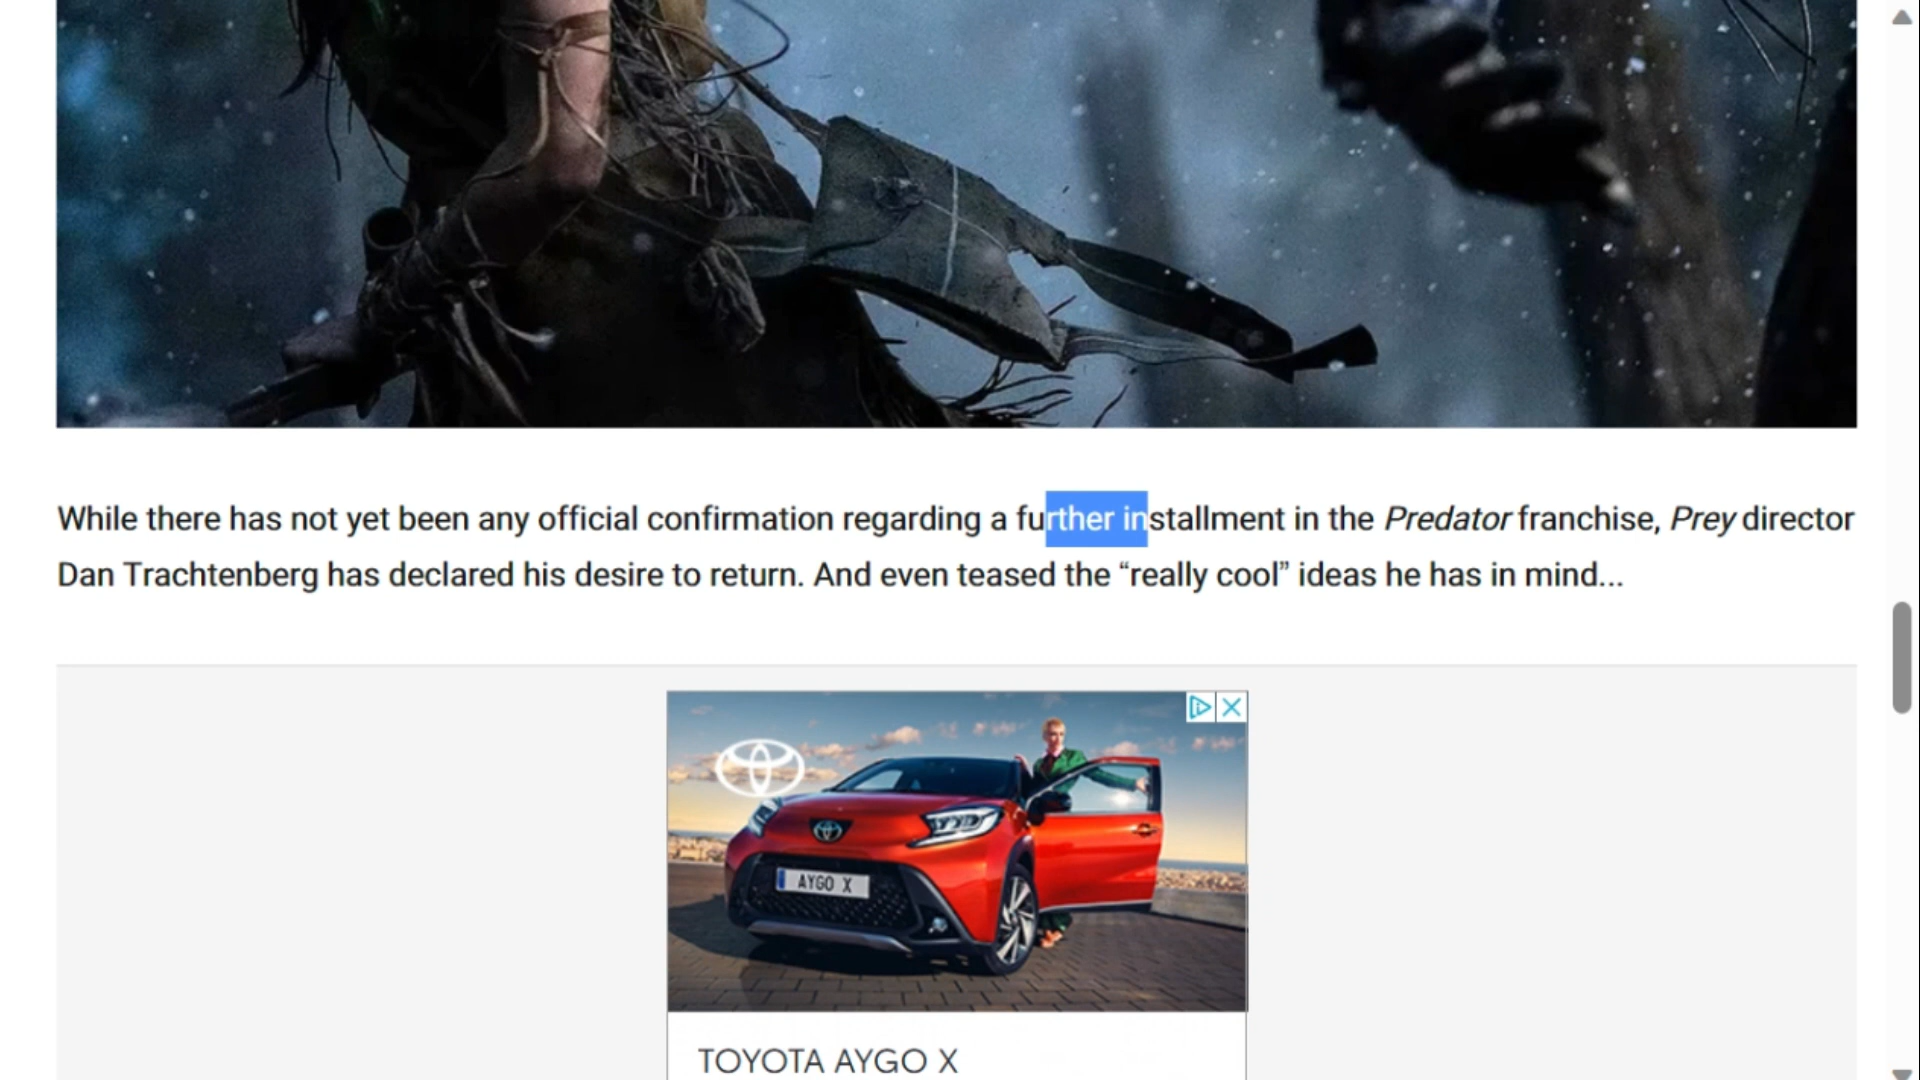 While there has not yet been any official confirmation regarding a further installment in the Predator franchise, Prey director
Dan Trachtenberg has declared his desire to return. And even teased the “really cool” ideas he has in mind...
AYGO X
TOYOTA AYGO X